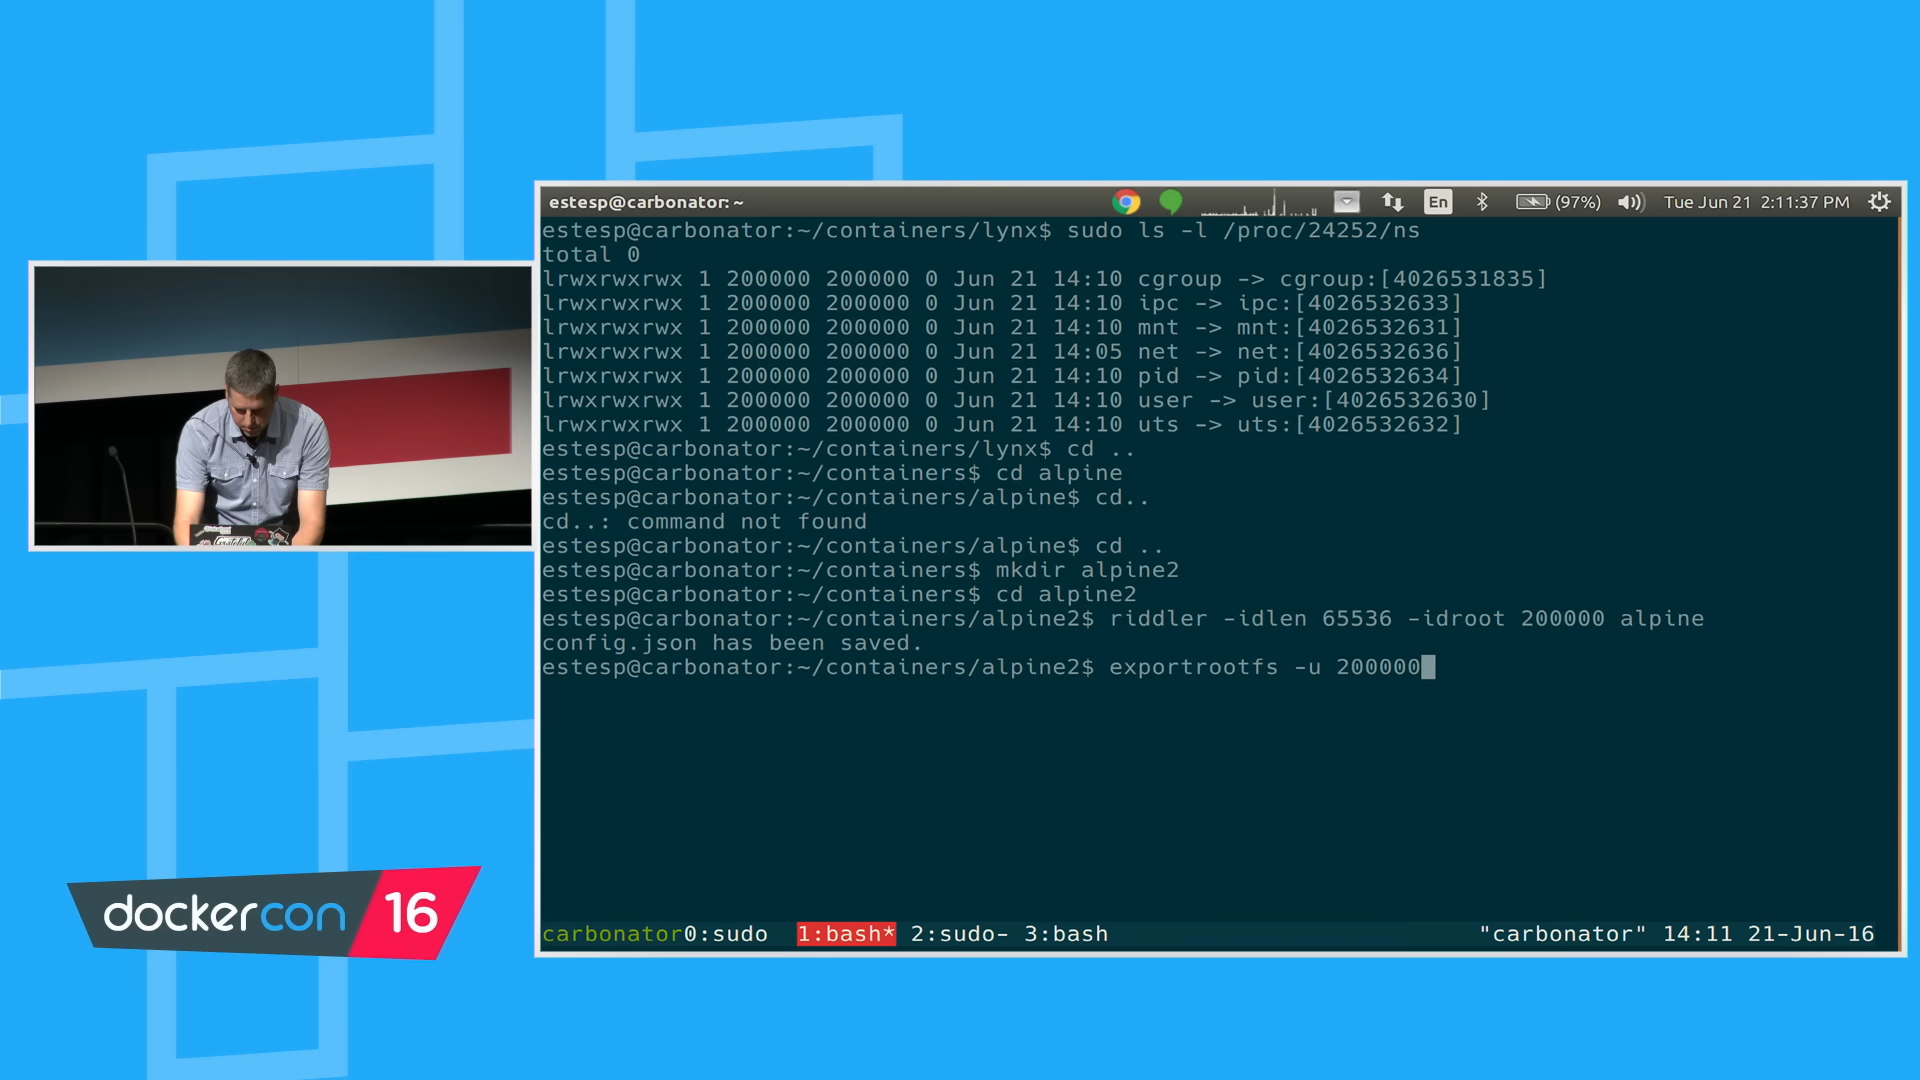 estesp@carbonator: ~
En
(97%)
Tue Jun 21 2:11:37 PM
estesp@carbonator:~/containers/lynx$ sudo ls -l /proc/24252/ns
total 0
lrwxrwxrwx 1 200000 200000 0 Jun 21 14:10 cgroup -> cgroup:[4026531835]
lrwxrwxrwx 1 200000 200000 0 Jun 21 14:10 ipc -> ipc:[4026532633]
lrwxrwxrwx 1 200000 200000 0 Jun 21 14:10 mnt -> mnt:[4026532631]
lrwxrwxrwx 1 200000 200000 0 Jun 21 14:05 net -> net:[4026532636]
lrwxrwxrwx 1 200000 200000 0 Jun 21 14:10 pid -> pid:[4026532634]
lrwxrwxrwx 1 200000 200000 0 Jun 21 14:10 user -> user:[4026532630]
lrwxrwxrwx 1 200000 200000 0 Jun 21 14:10 uts -> uts:[4026532632]
estesp@carbonator:~/containers/lynx$ cd ..
estesp@carbonator:~/containers$ cd alpine
estesp@carbonator:~/containers/alpine$ cd..
cd..: command not found
estesp@carbonator:~/containers/alpine$ cd ..
estesp@carbonator:~/containers$ mkdir alpine2
estesp@carbonator:~/containers$ cd alpine2
estesp@carbonator:~/containers/alpine2$ riddler -idlen 65536 -idroot 200000 alpine
config.json has been saved.
estesp@carbonator:~/containers/alpine2$ exportrootfs -u 200000
carbonator0:sudo 1:bash* 2:sudo- 3:bash "carbonator" 14:11 21-Jun-16
dockercon 16